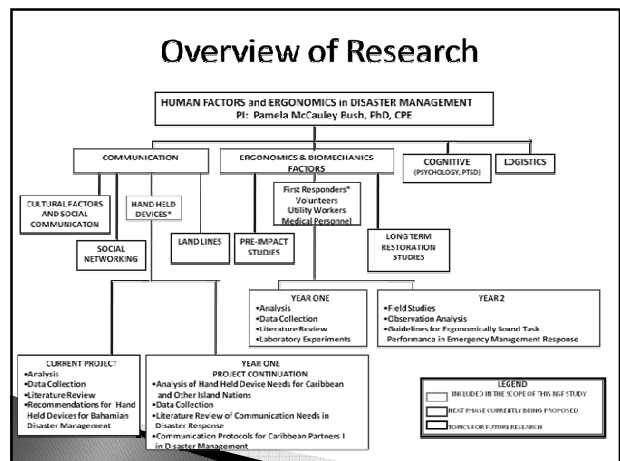 Overview of Research
HUMAN FACTORS and ERGONOMICS in DISASTER MANAGEMENT
PI: Pamela McCauley Bush, PhD, CPE
COMMUNICATION
ERGONOMICS & BIOMECHANICS
FACTORS
COGNITIVE
(PSYCHOLOGY, PTSD)
LOGISTICS
CULTURAL FACTORS
AND SOCIAL
COMMUNICATON
SOCIAL
NETWORKING
HAND HELD
DEVICES*
LAND LINES
PRE-IMPACT
STUDIES
First Responders*
Volunteers
Utility Workers
Medical Personnel
LONG TERM
RESTORATION
STUDIES
YEAR ONE
•Analysis
•Data Collection
•Literature Review
•Laboratory Experiments
YEAR 2
•Field Studies
•Observation Analysis
•Guidelines for Ergonomically Sound Task
Performance in Emergency Management Response
CURRENT PROJECT
•Analysis
•Data Collection
•Literature Review
•Recommendations for Hand
Held Devices for Bahamian
Disaster Management
YEAR ONE
PROJECT CONTINUATION
•Analysis of Hand Held Device Needs for Caribbean
and Other Island Nations
•Data Collection
•Literature Review of Communication Needs in
Disaster Response
•Communication Protocols for Caribbean Partners
in Disaster Management
LEGEND
INCLUDED IN THE SCOPE OF THIS NSF STUDY
NEXT PHASE CURRENTLY BEING PROPOSED
TOPICS FOR FUTURE RESEARCH